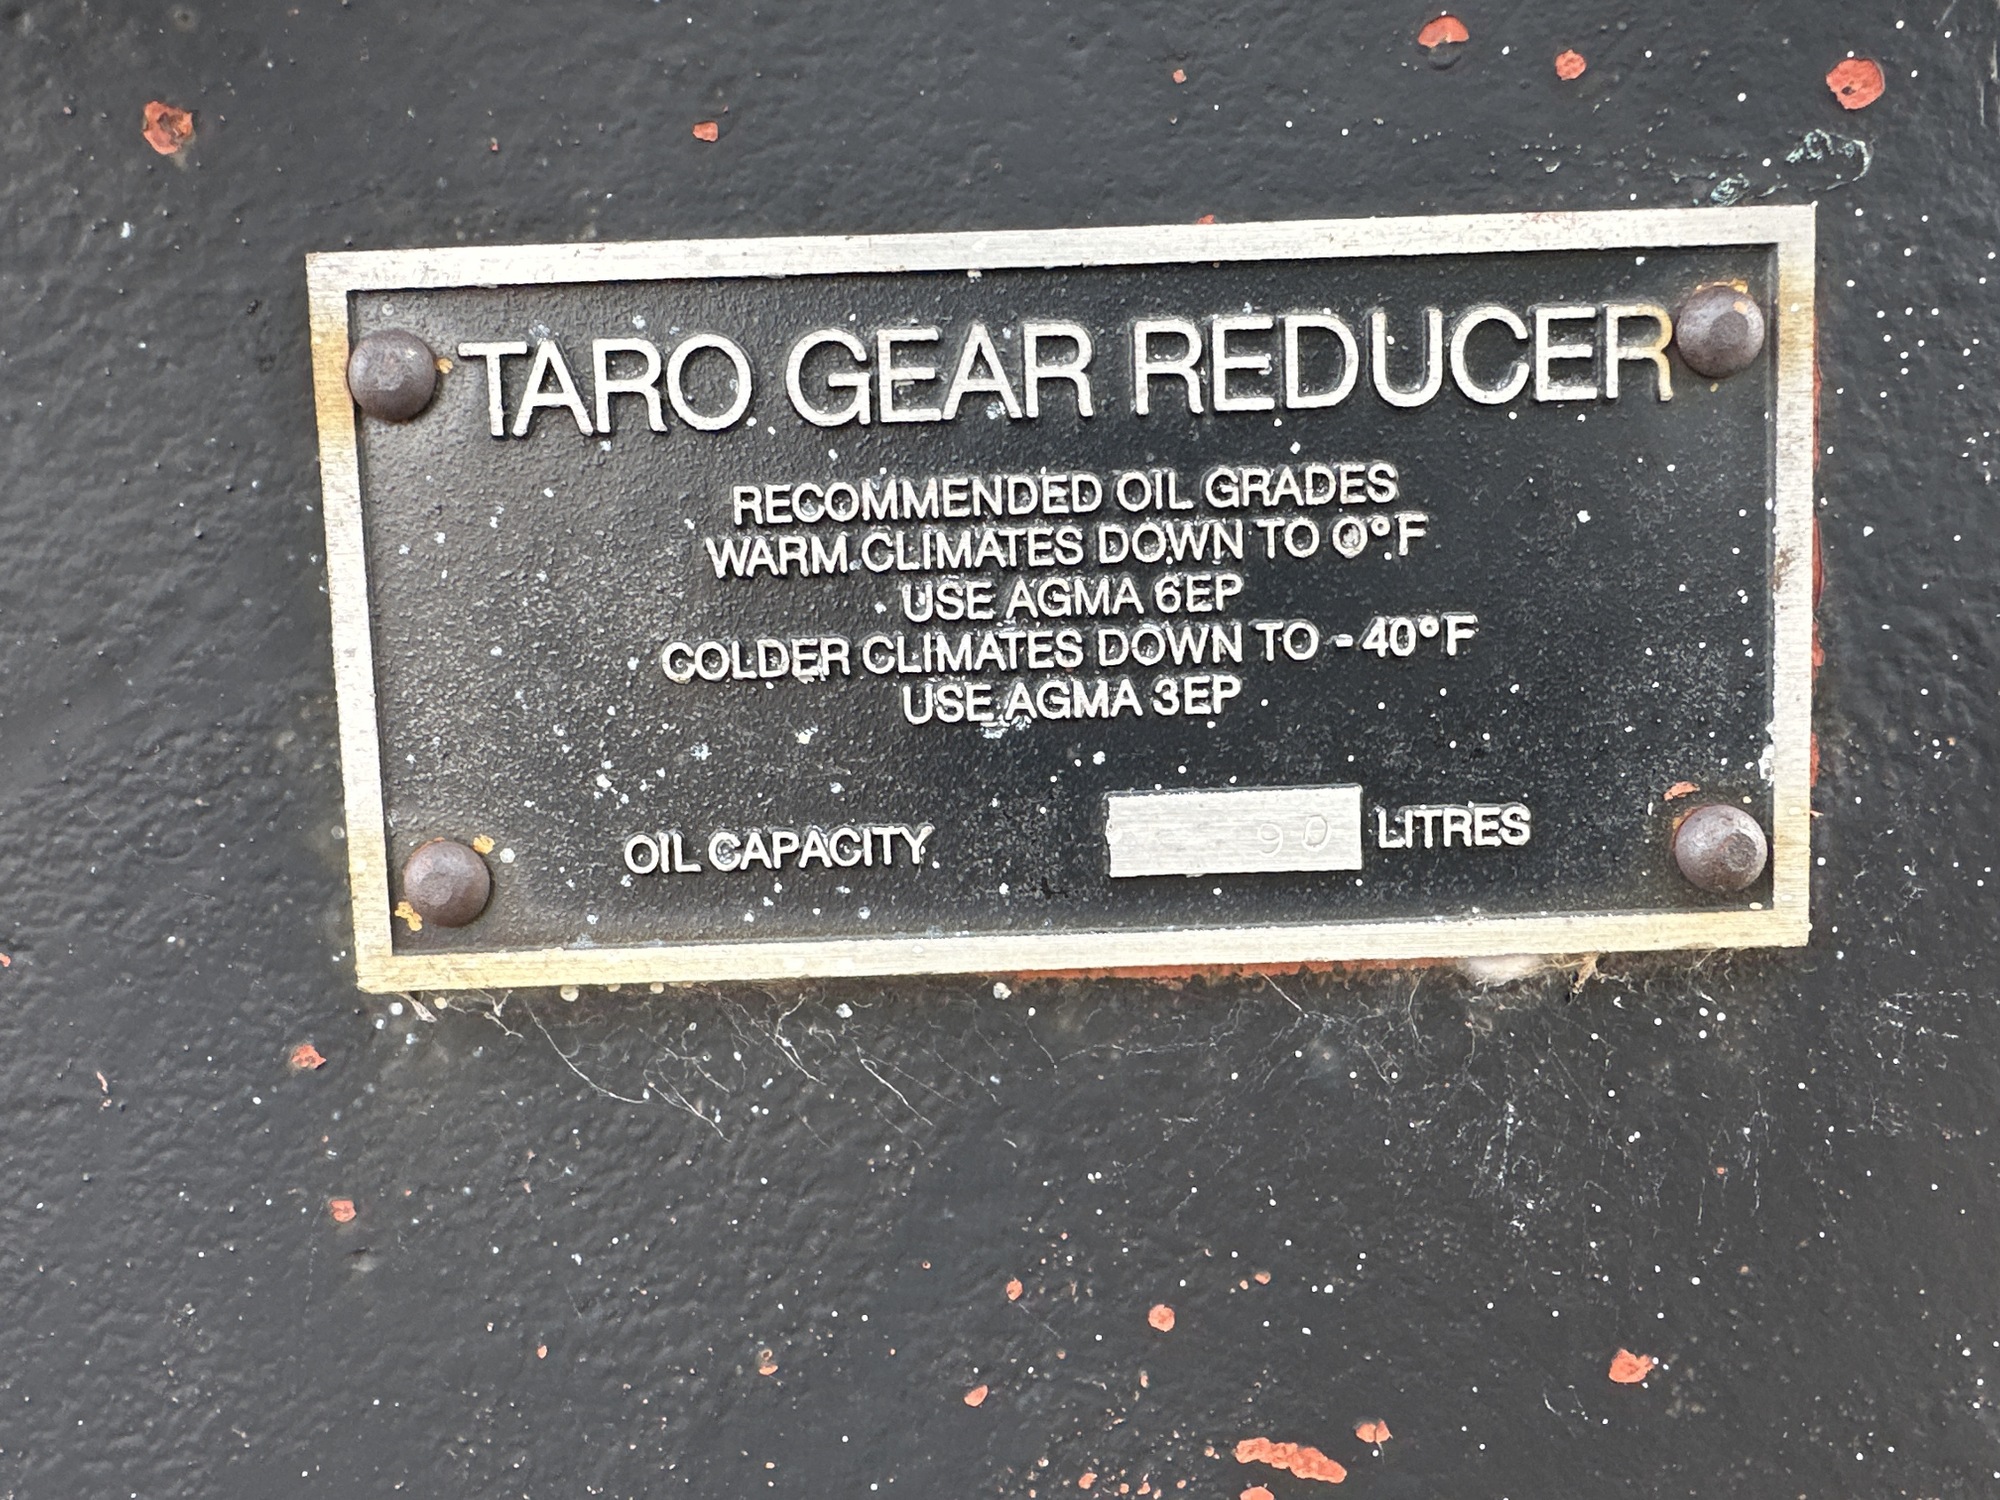 TARO GEAR REDUCER
RECOMMENDED OIL GRADES
WARM CLIMATES DOWN TO 0°F
USE AGMA 6EP
COLDER CLIMATES DOWN TO -40°F
USE AGMA 3EP
OIL CAPACITY 90 LITRES